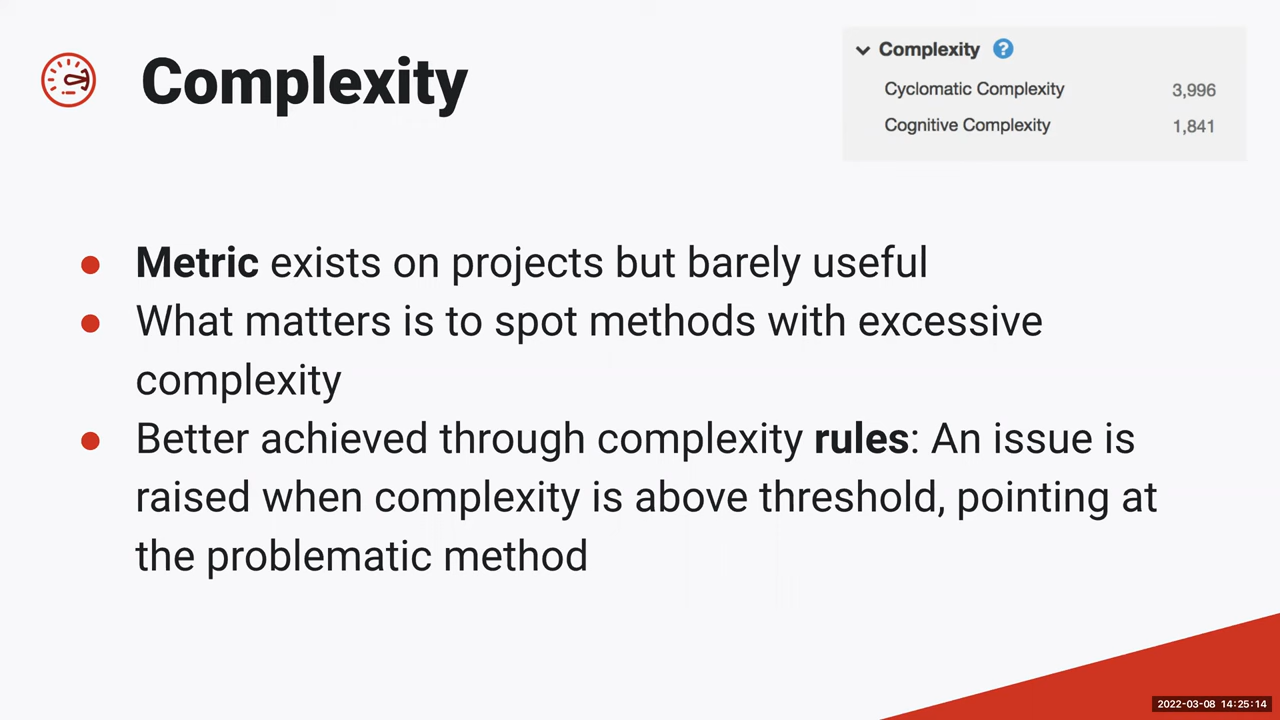 Complexity
Complexity ?
Cyclomatic Complexity 3,996
Cognitive Complexity 1,841
● Metric exists on projects but barely useful
● What matters is to spot methods with excessive
complexity
● Better achieved through complexity rules: An issue is
raised when complexity is above threshold, pointing at
the problematic method
2022-03-08 14:25:14